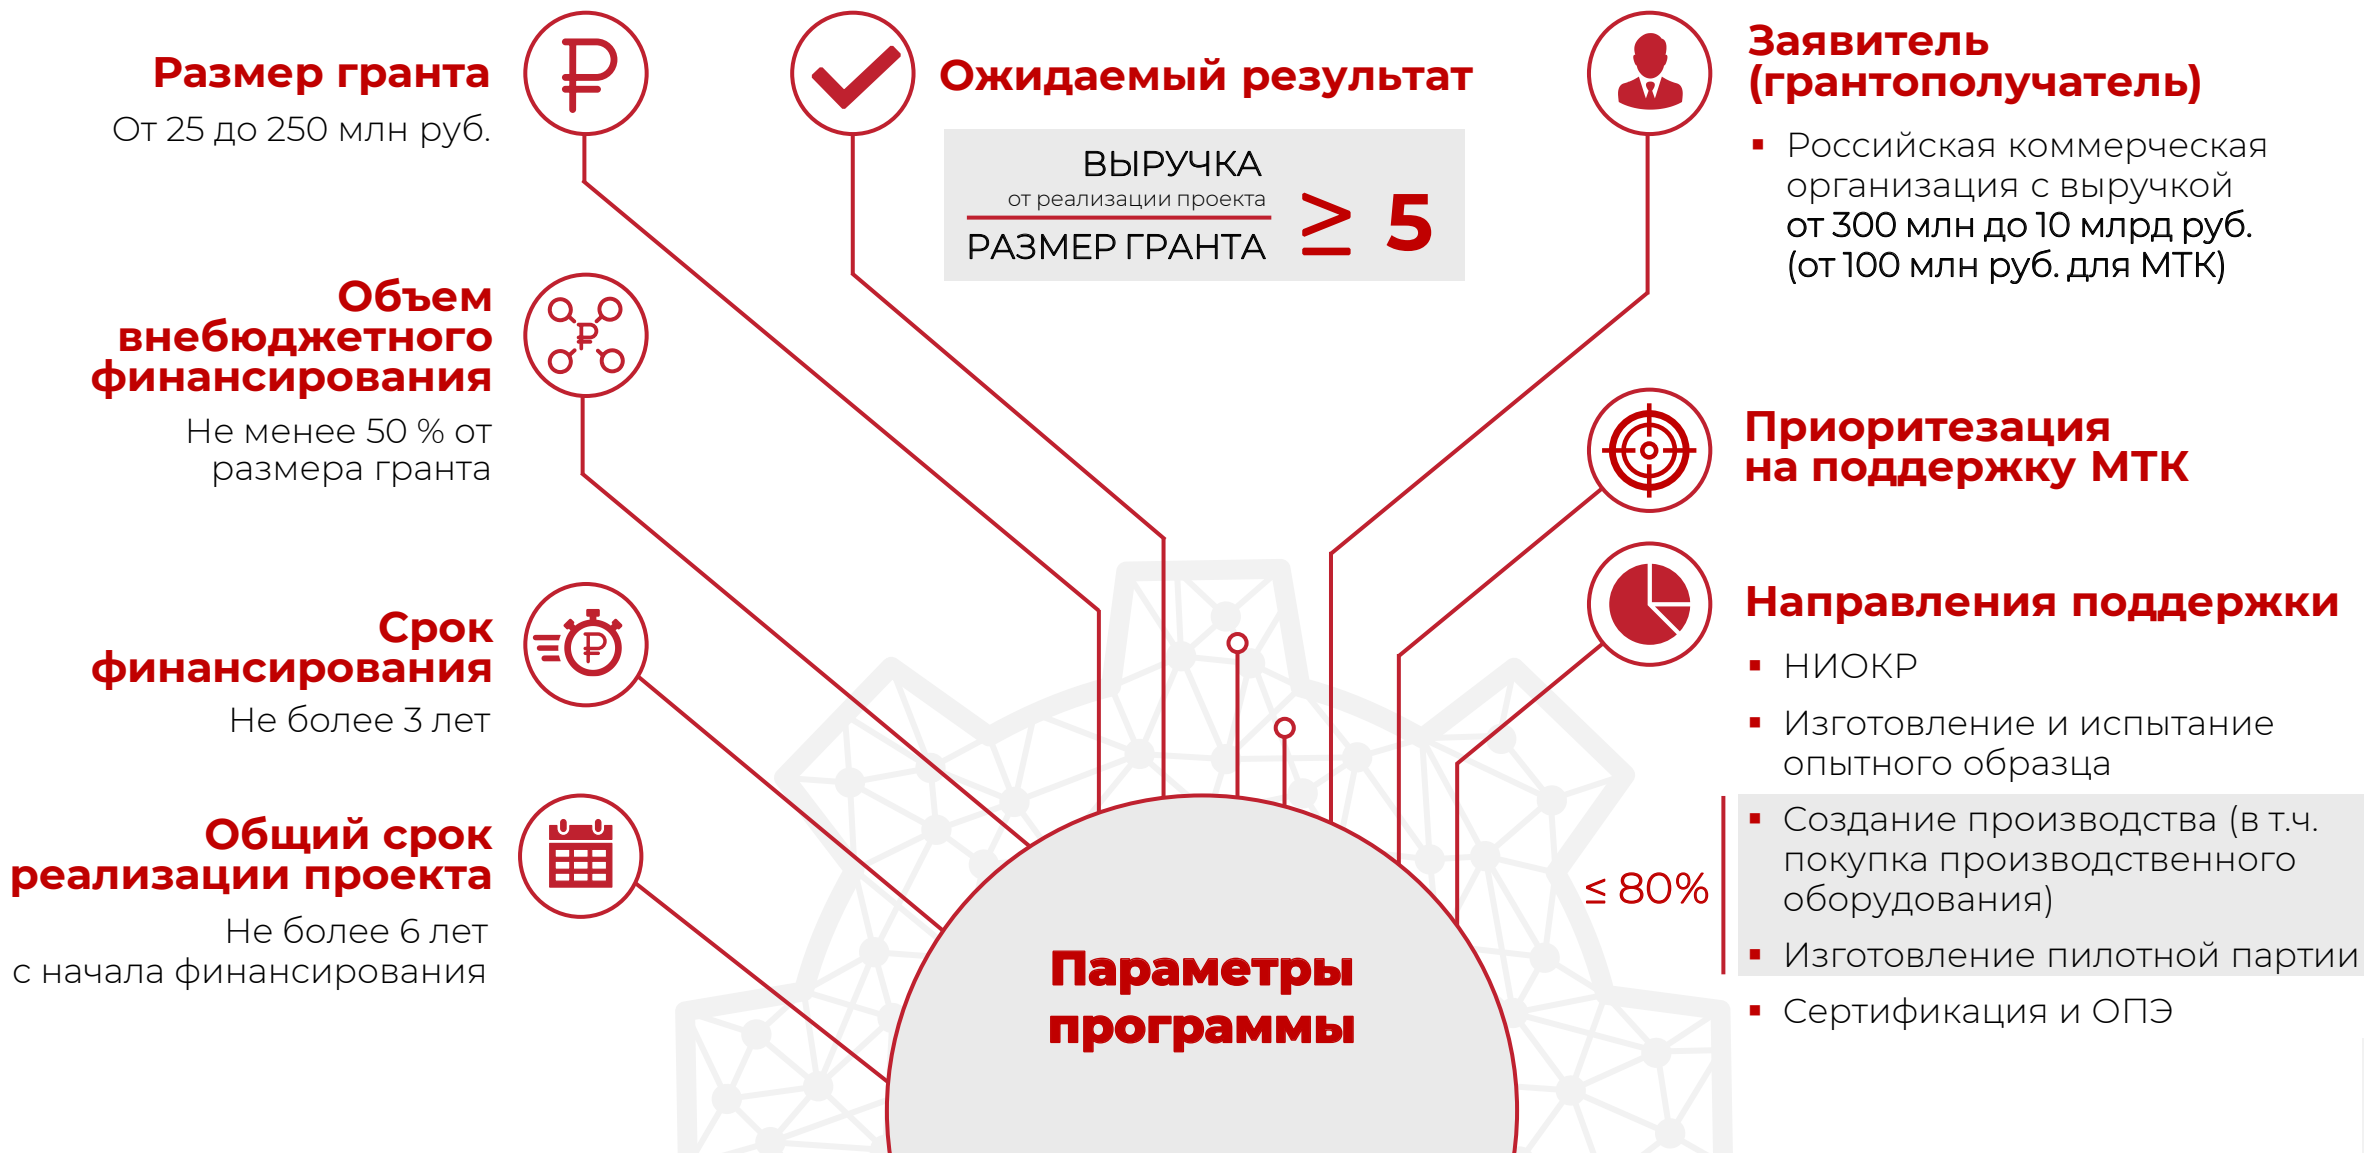 Размер гранта
От 25 до 250 млн руб.
Объем
внебюджетного
финансирования
Не менее 50 % от
размера гранта
Срок
финансирования
Не более 3 лет
Общий срок
реализации проекта
Не более 6 лет
с начала финансирования
Ожидаемый результат
ВЫРУЧКА
от реализации проекта
РАЗМЕР ГРАНТА
≥ 5
Заявитель
(грантополучатель)
▪ Российская коммерческая
организация с выручкой
от 300 млн до 10 млрд руб.
(от 100 млн руб. для МТК)
Приоритезация
на поддержку МТК
Направления поддержки
▪ НИОКР
▪ Изготовление и испытание
опытного образца
▪ Создание производства (в т.ч.
покупка производственного
оборудования)
▪ Изготовление пилотной партии
≤ 80%
▪ Сертификация и ОПЭ
Параметры
программы